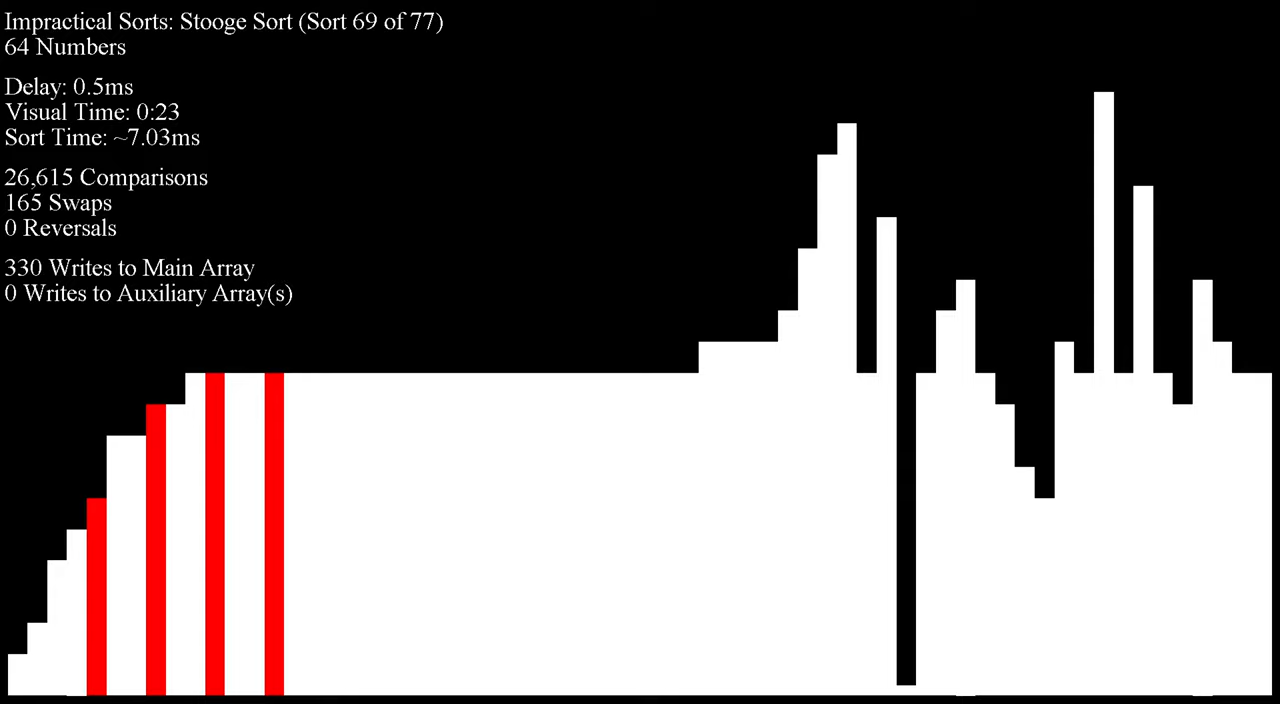 Impractical Sorts: Stooge Sort (Sort 69 of 77)
64 Numbers
Delay: 0.5ms
Visual Time: 0:23
Sort Time: ~7.03ms
26,615 Comparisons
165 Swaps
0 Reversals
330 Writes to Main Array
0 Writes to Auxiliary Array(s)